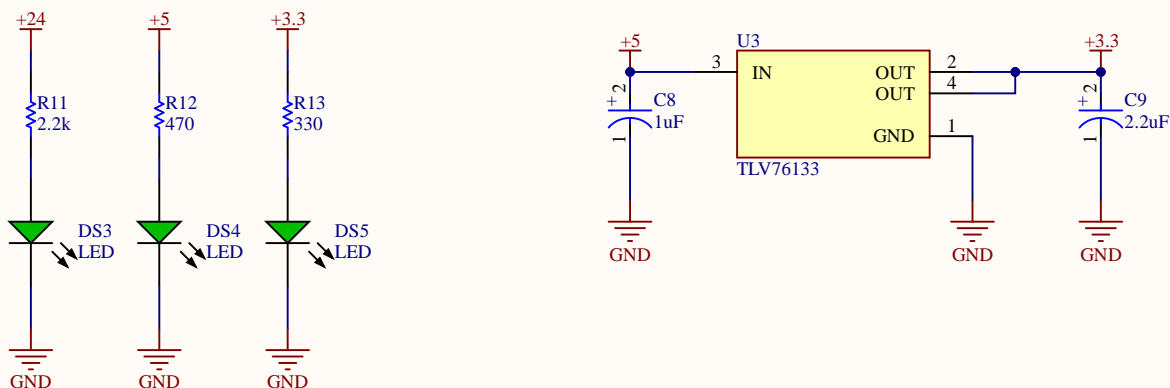 +24
+5
+3.3
R11
2.2k
R12
470
R13
330
DS3
LED
DS4
LED
DS5
LED
GND
GND
GND
+5
U3
+3.3
3
IN
OUT
2
OUT
4
GND
1
TLV76133
+
2
C8
1uF
1
+
2
C9
2.2uF
1
GND
GND
GND